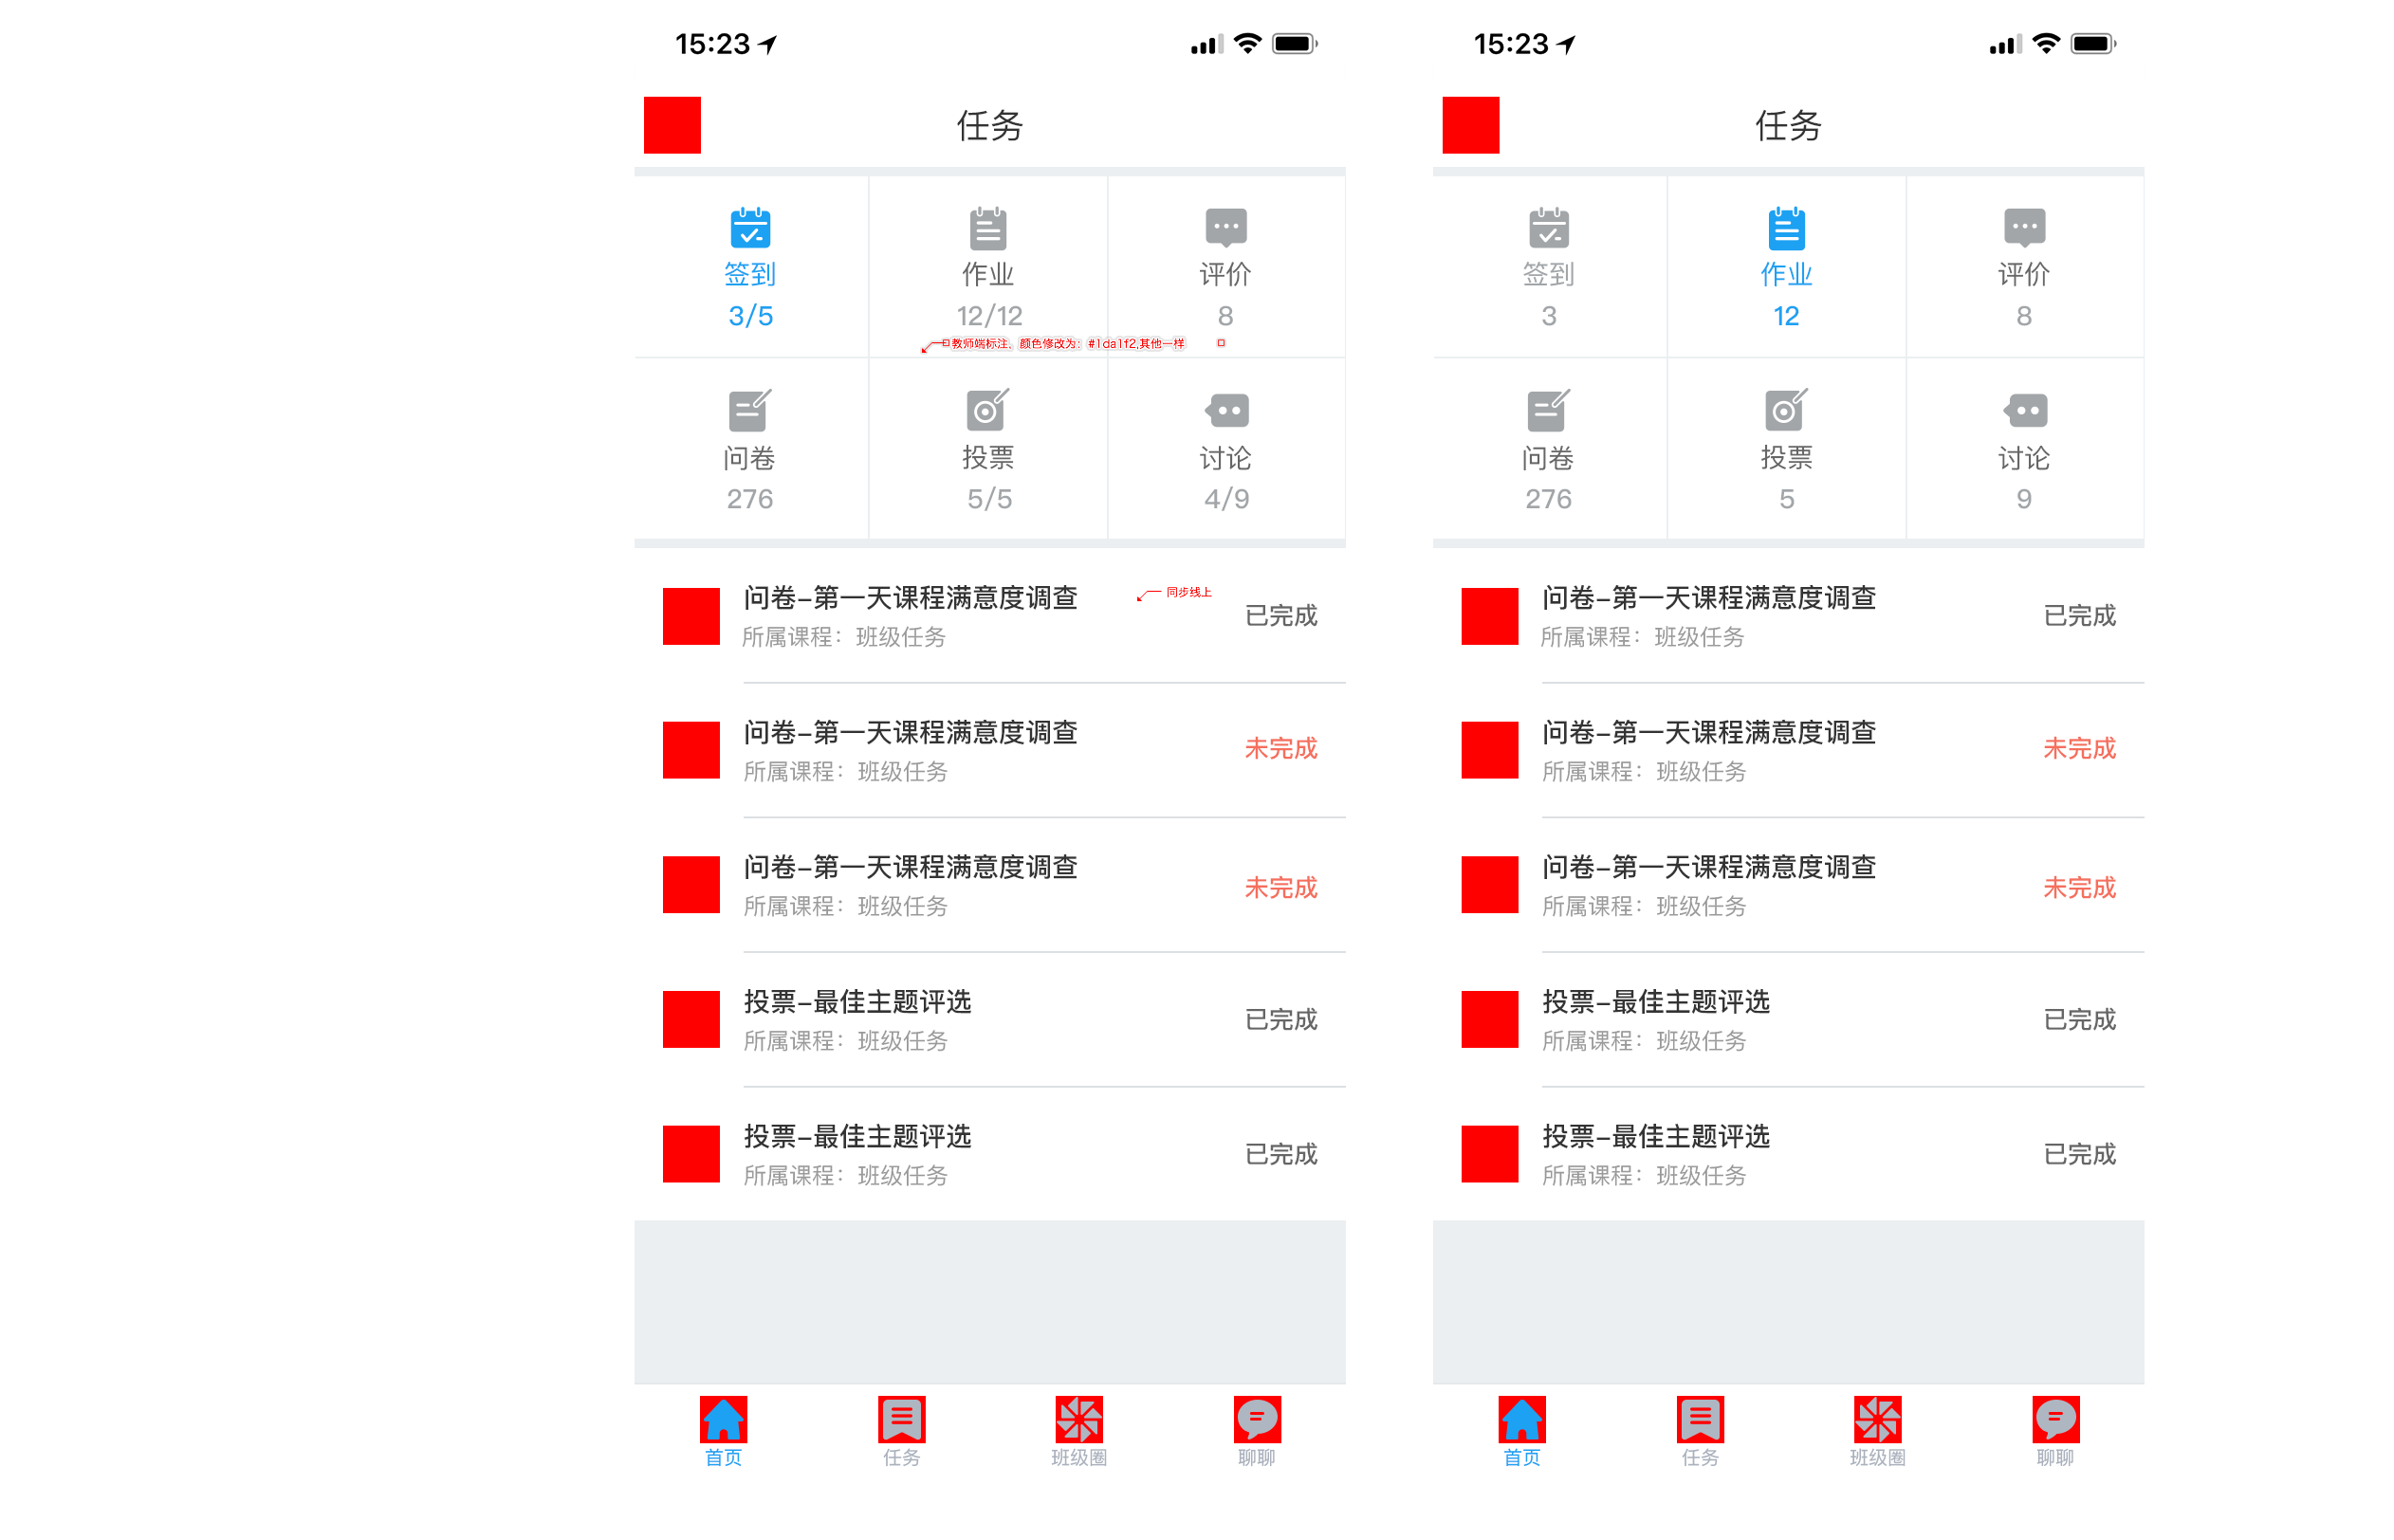 15:23
任务
签到
作业
评价
3/5
12/12
8
教师端标注，颜色修改为：#1da1f2,其他一样
问卷
投票
讨论
276
5/5
4/9
问卷-第一天课程满意度调查
同步线上
已完成
所属课程：班级任务
问卷-第一天课程满意度调查
未完成
所属课程：班级任务
问卷-第一天课程满意度调查
未完成
所属课程：班级任务
投票-最佳主题评选
已完成
所属课程：班级任务
投票-最佳主题评选
已完成
所属课程：班级任务
首页
任务
班级圈
聊聊
15:23
任务
签到
作业
评价
3
12
8
问卷
投票
讨论
276
5
9
问卷-第一天课程满意度调查
已完成
所属课程：班级任务
问卷-第一天课程满意度调查
未完成
所属课程：班级任务
问卷-第一天课程满意度调查
未完成
所属课程：班级任务
投票-最佳主题评选
已完成
所属课程：班级任务
投票-最佳主题评选
已完成
所属课程：班级任务
首页
任务
班级圈
聊聊